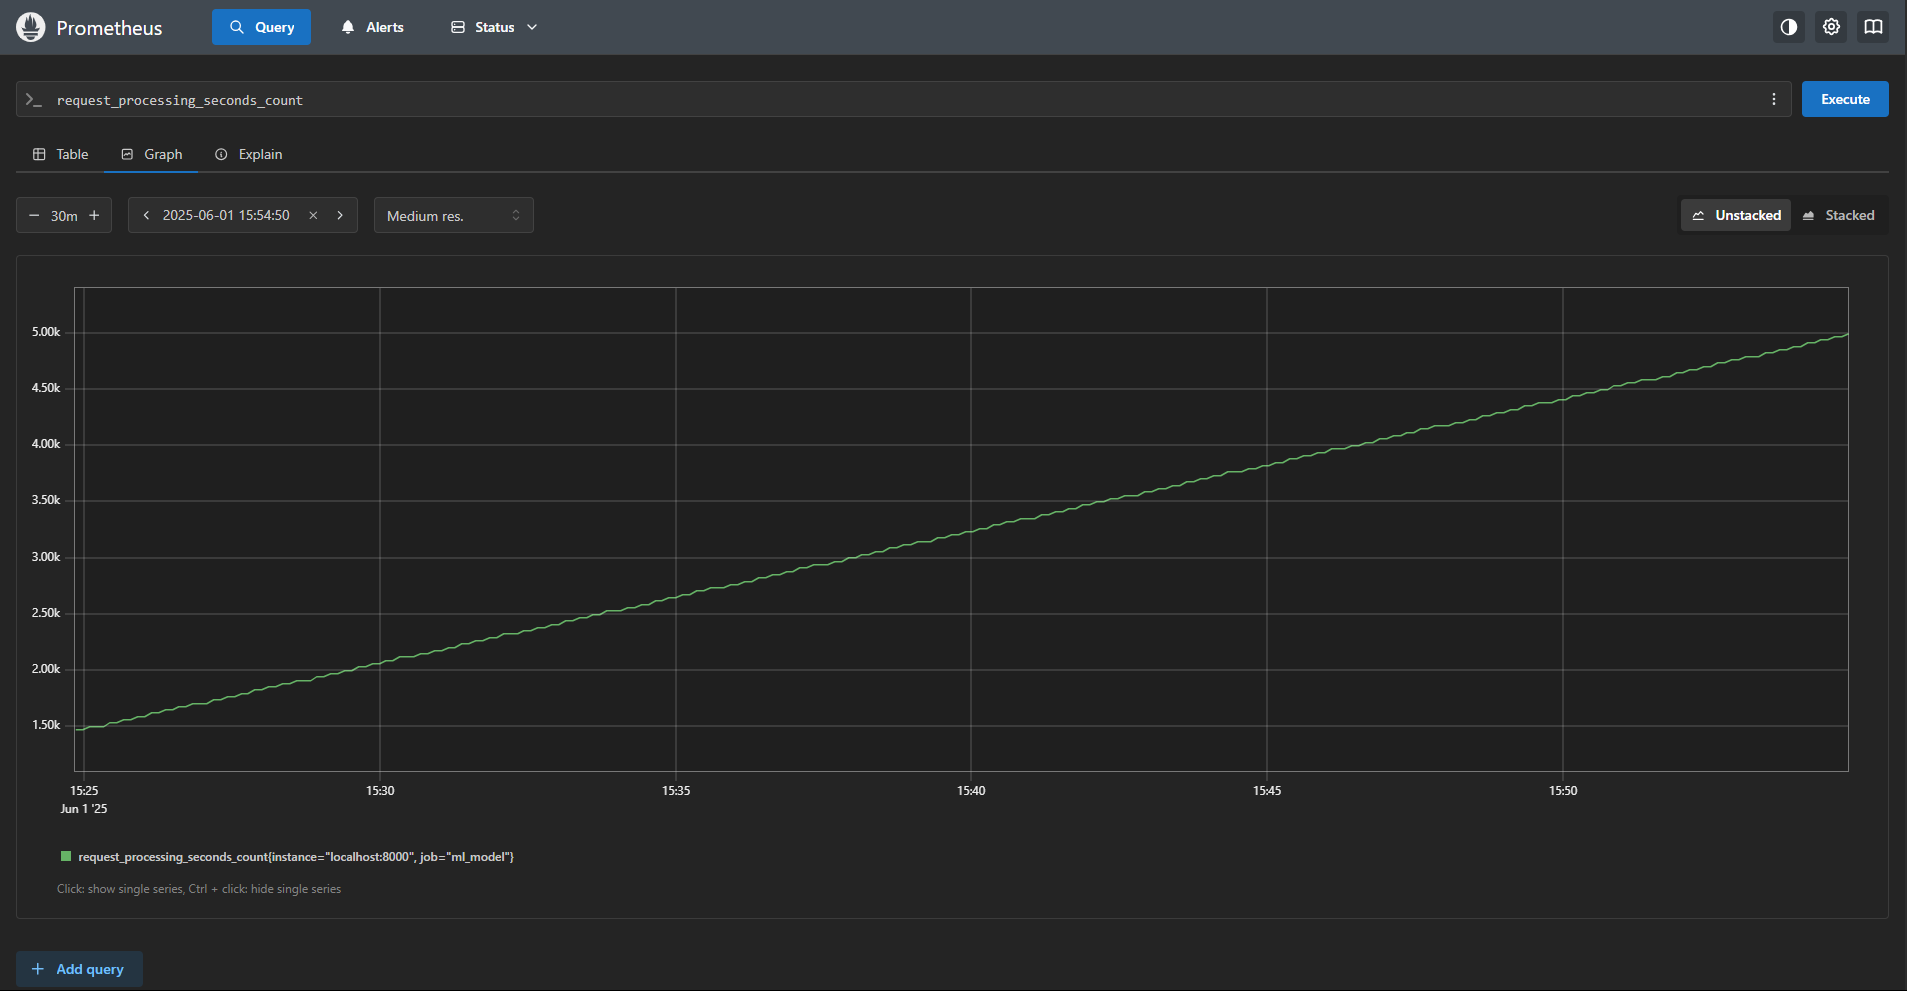 Prometheus Query Alerts Status
request_processing_seconds_count Execute
Table Graph Explain
30m 2025-06-01 15:54:50 Medium res. Unstacked Stacked
5.00k
4.50k
4.00k
3.50k
3.00k
2.50k
2.00k
1.50k
15:25 15:30 15:35 15:40 15:45 15:50
Jun 1 '25
request_processing_seconds_count{instance="localhost:8000", job="ml_model"}
Click: show single series, Ctrl + click: hide single series
Add query